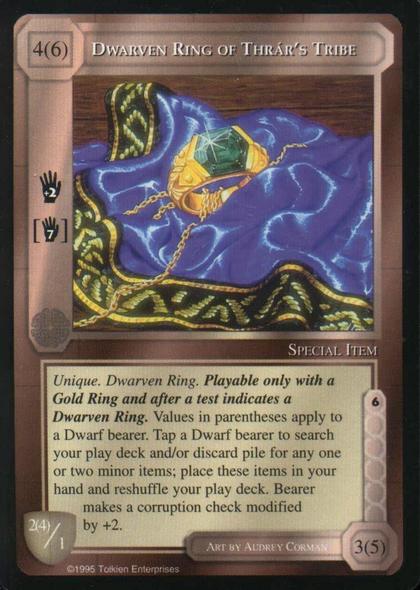 4(6)
Dwarven Ring of Thrár's Tribe
+2
[7]
Special Item
Unique. Dwarven Ring. Playable only with a
Gold Ring and after a test indicates a
Dwarven Ring. Values in parentheses apply to
a Dwarf bearer. Tap a Dwarf bearer to search
your play deck and/or discard pile for any one
or two minor items; place these items in your
hand and reshuffle your play deck. Bearer
makes a corruption check modified
by +2.
6
2(4)/1
Art by Audrey Corman
3(5)
©1995 Tolkien Enterprises